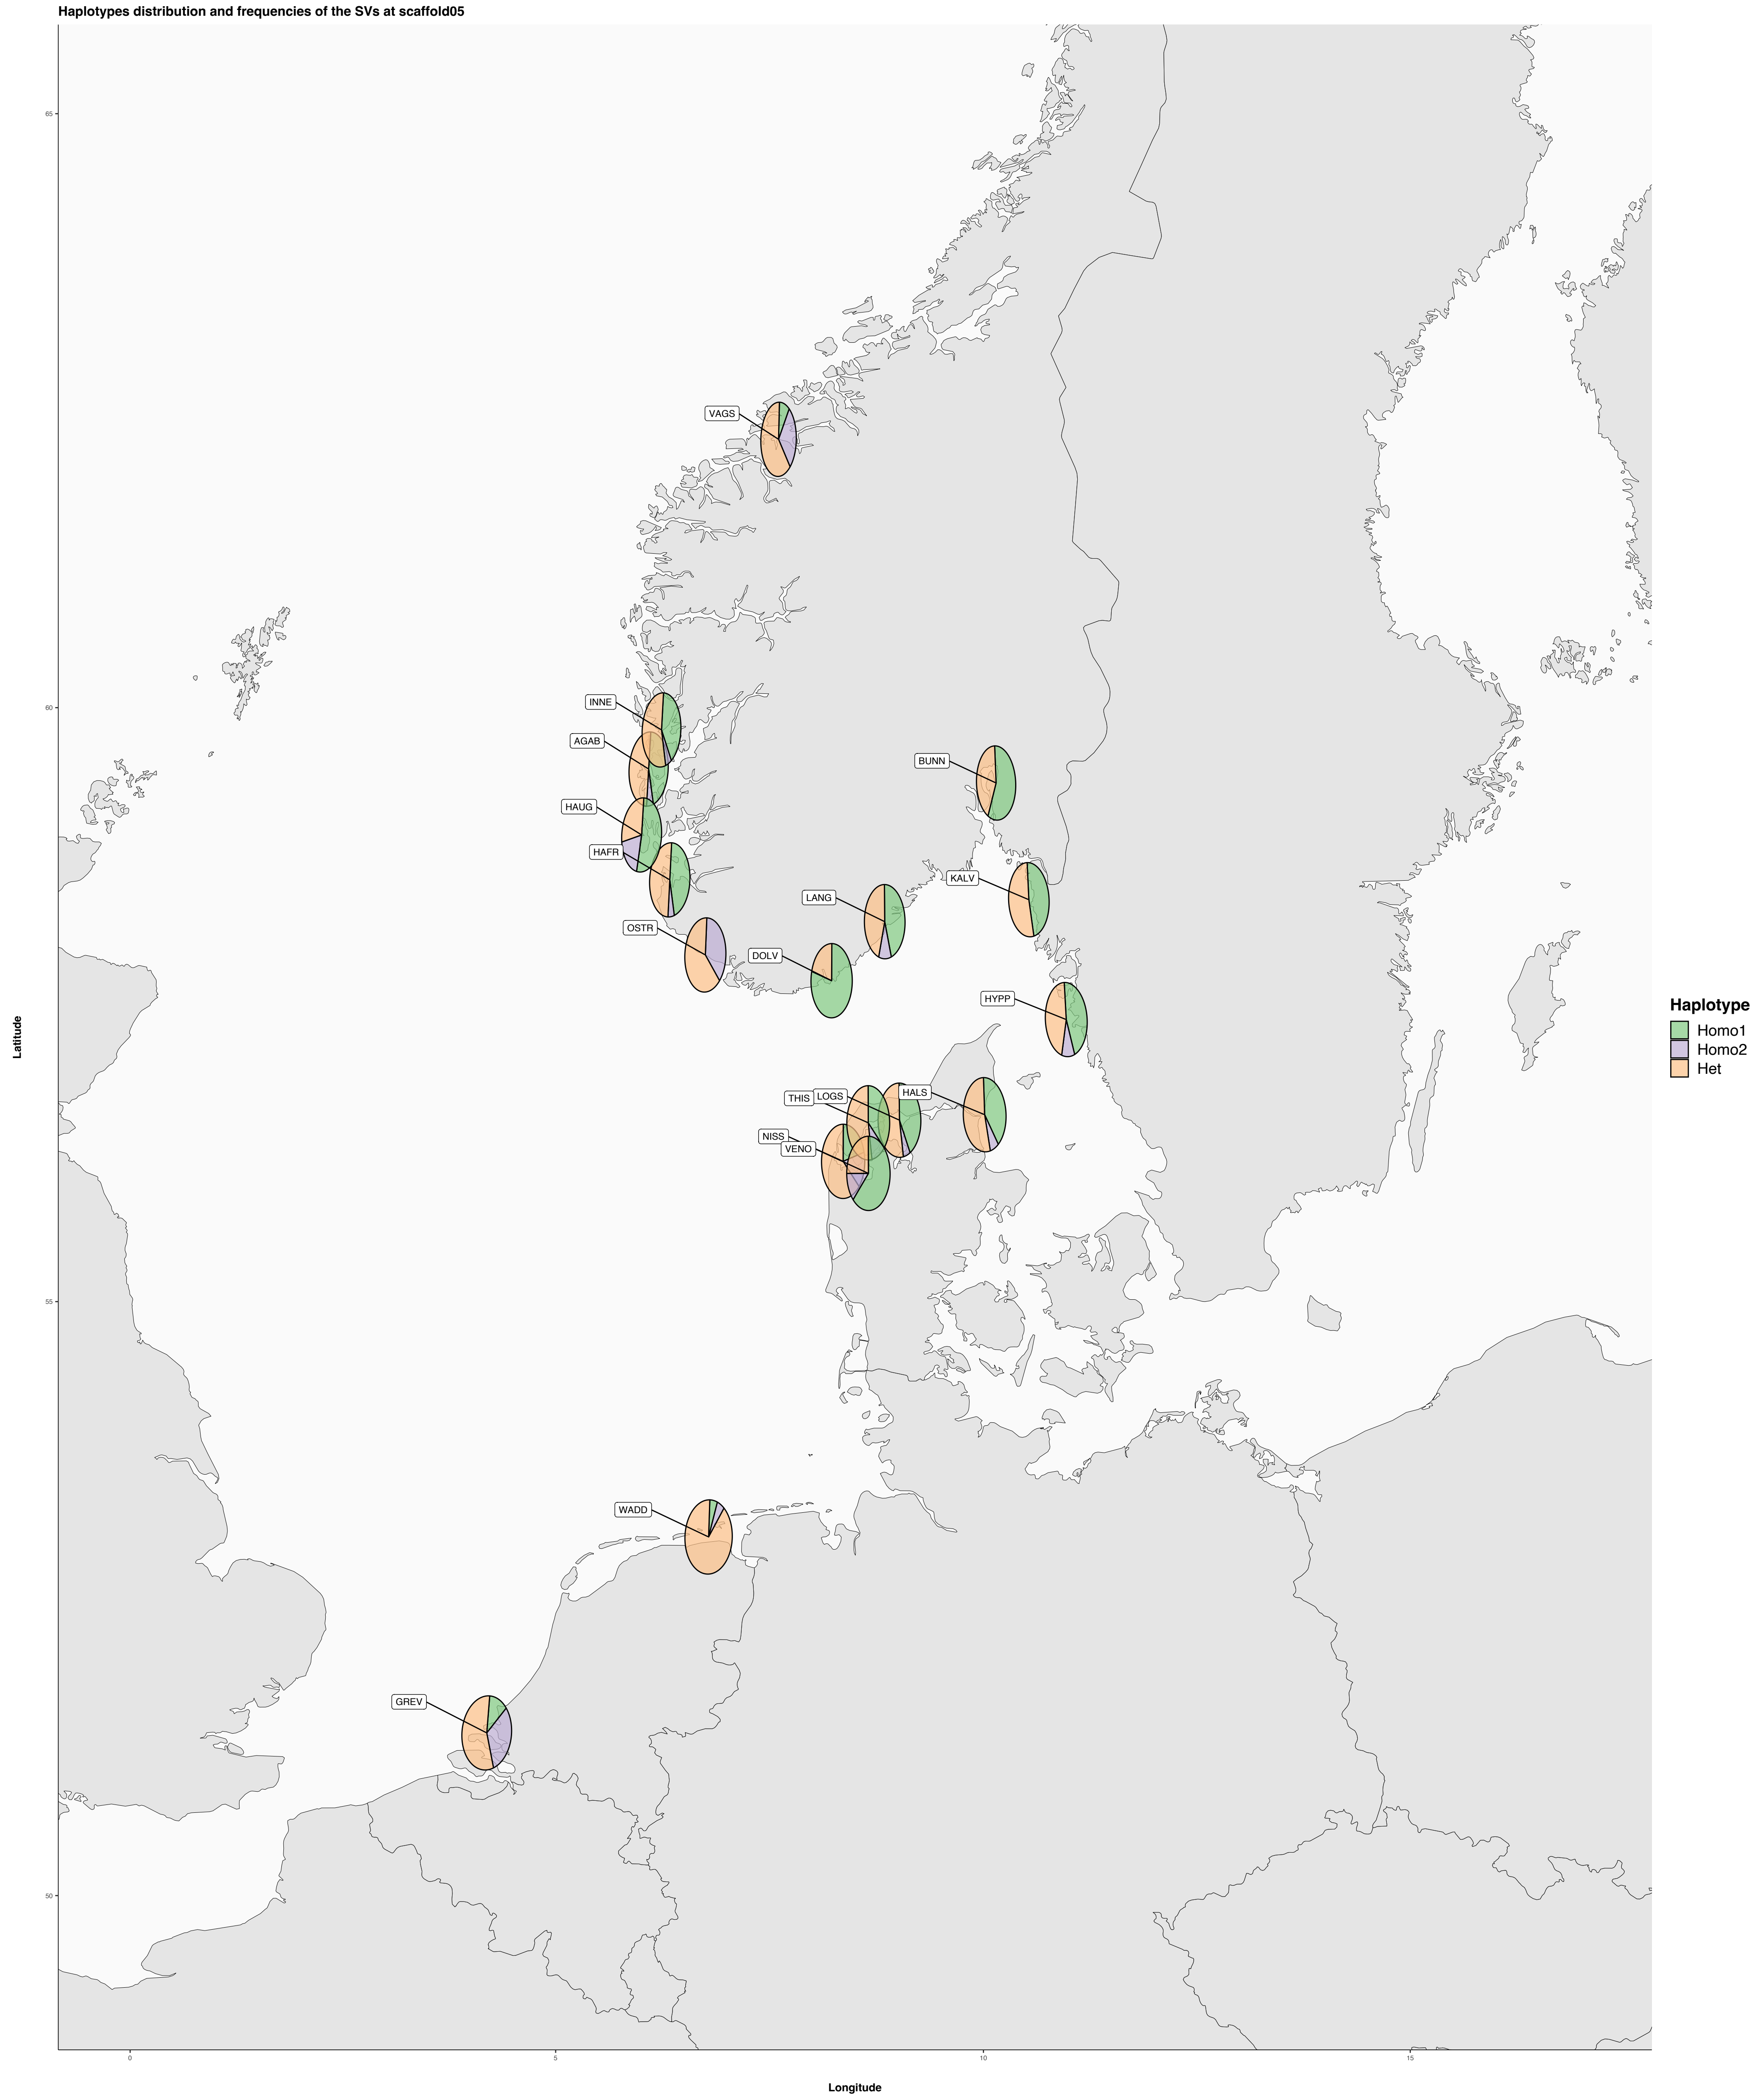 Haplotypes distribution and frequencies of the SVs at scaffold05
65
VAGS
60
INNE
AGAB
BUNN
HAUG
HAFR
KALV
LANG
OSTR
DOLV
HYPP
Latitude
Haplotype
Homo1
Homo2
Het
HALS
THIS
LOGS
NISS
VENO
55
WADD
GREV
50
0
5
10
15
Longitude